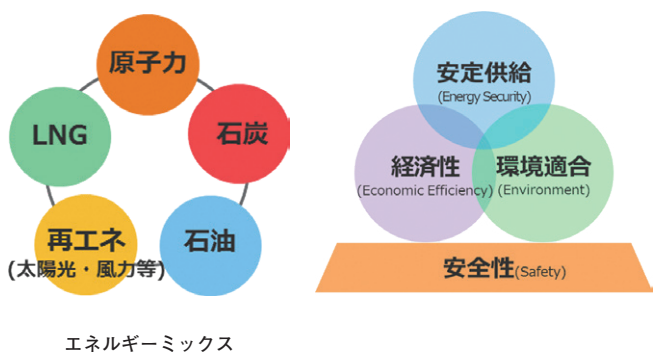 原子力
LNG
石炭
再エネ
(太陽光・風力等)
石油
エネルギーミックス
安定供給
(Energy Security)
経済性
(Economic Efficiency)
環境適合
(Environment)
安全性(Safety)